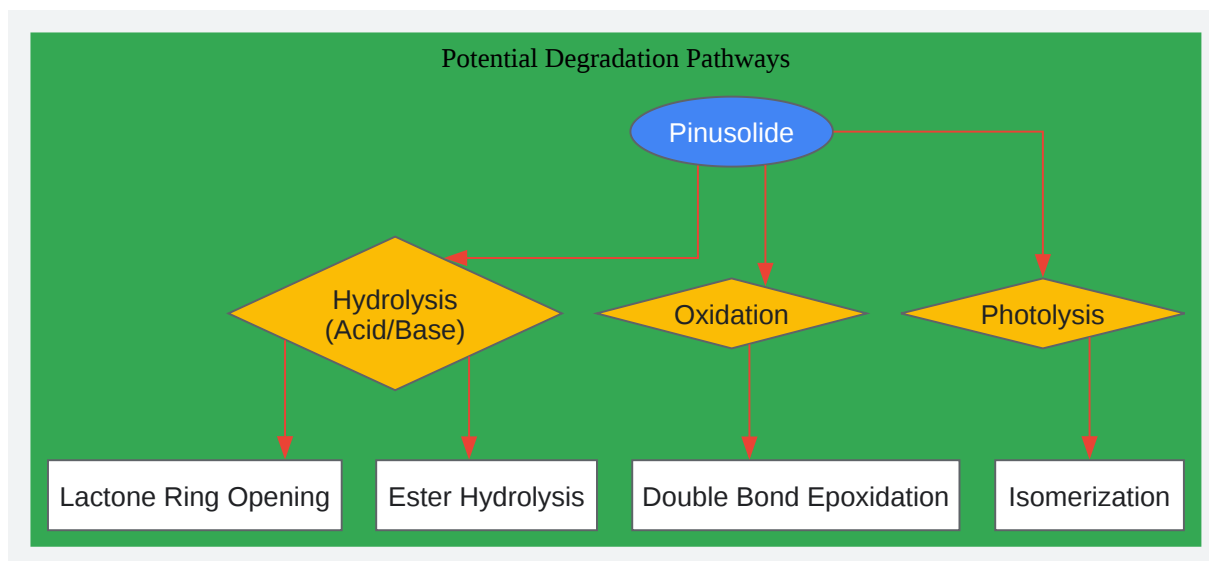 Potential Degradation Pathways
Pinusolide
Hydrolysis
(Acid/Base)
Oxidation
Photolysis
Lactone Ring Opening
Ester Hydrolysis
Double Bond Epoxidation
Isomerization